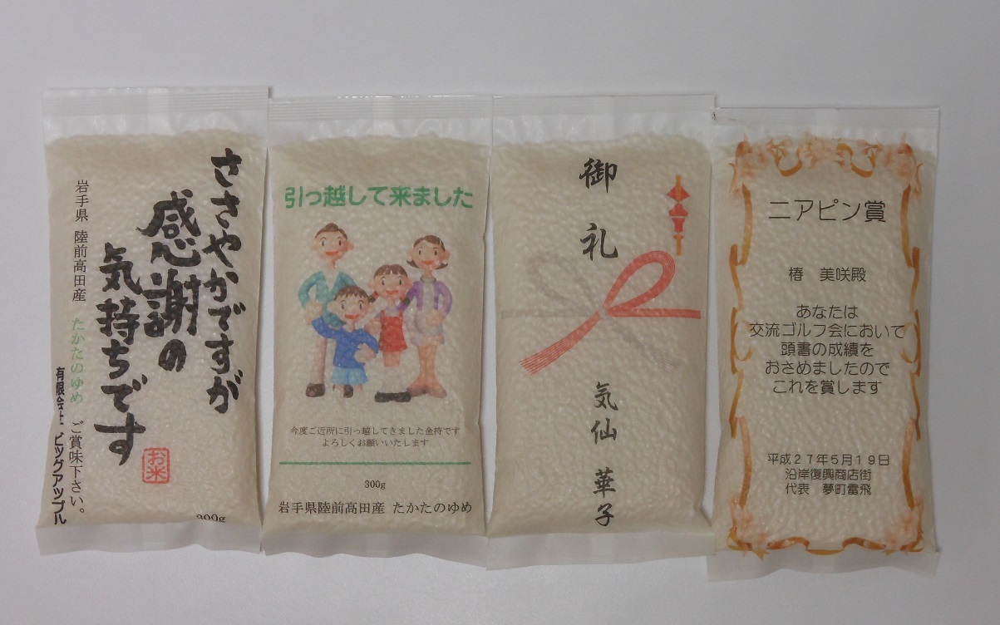 ささやかですが
感謝の
気持ちです
岩手県 陸前高田産 たかたのゆめ ご賞味下さい。
有限会社 ビッグアップル
お米
300g
引っ越して来ました
今度ご近所に引っ越してきました金持です
よろしくお願いいたします
300g
岩手県陸前高田産 たかたのゆめ
御礼
気仙 華子
ニアピン賞
椿 美咲殿
あなたは
交流ゴルフ会において
頭書の成績を
おさめましたので
これを賞します
平成27年5月19日
沿岸復興商店街
代表 夢町雷飛